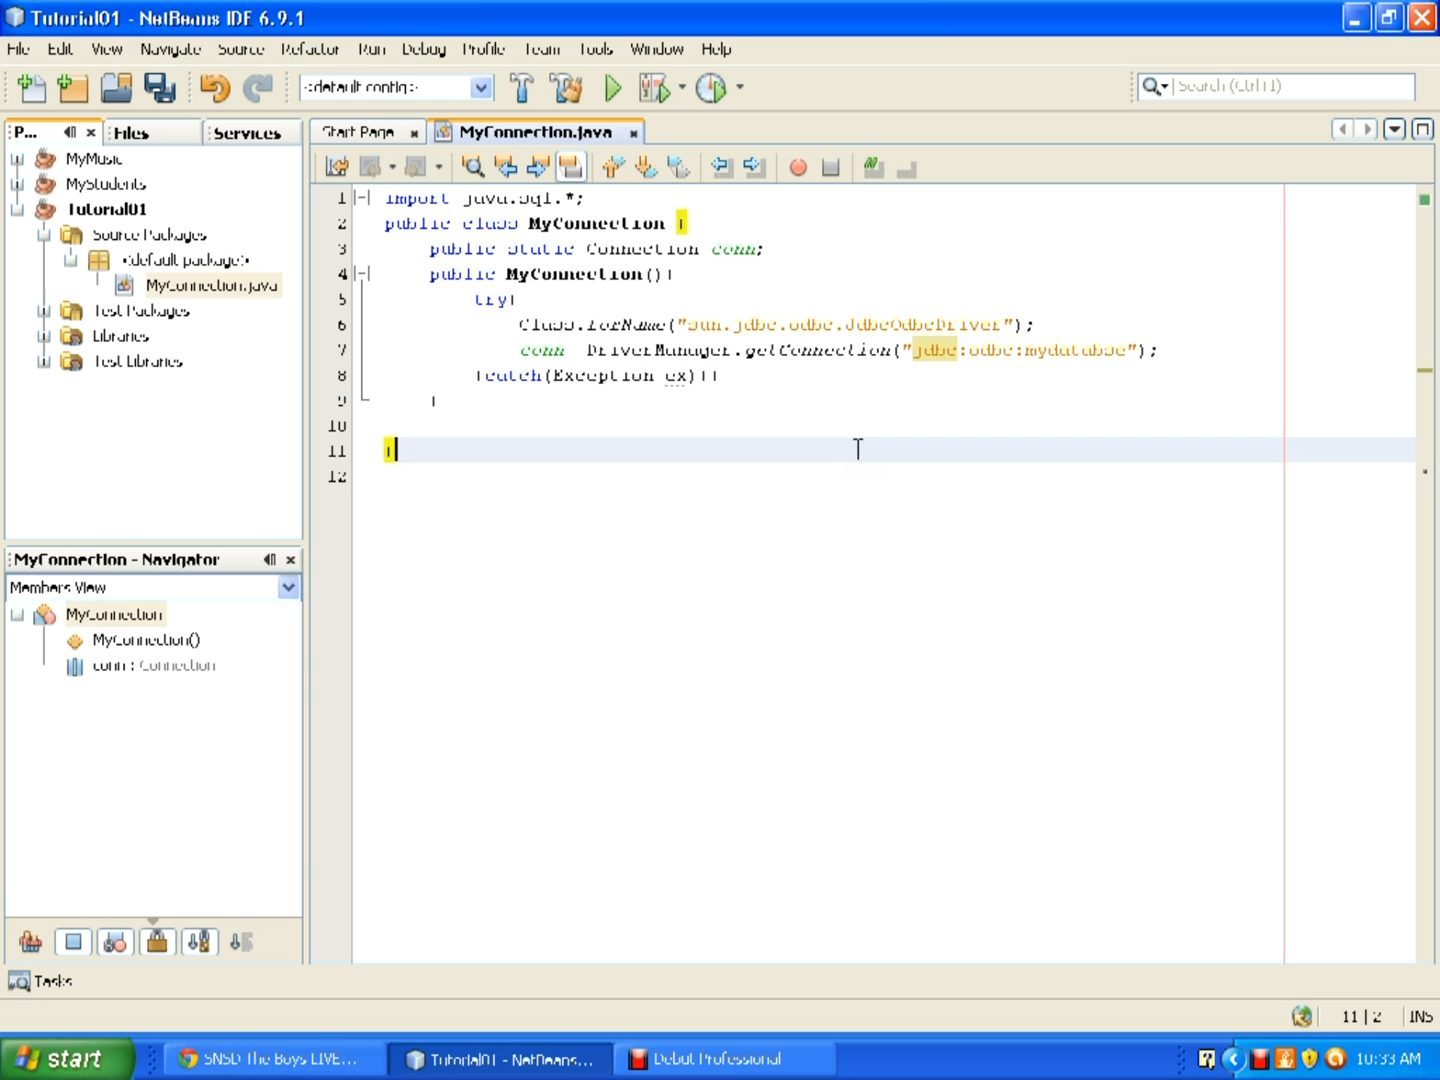 Tutorial01 - NetBeans IDE 6.9.1
File Edit View Navigate Source Refactor Run Debug Profile Team Tools Window Help
<default config>
Search (Ctrl+I)
P... Files Services
Start Page MyConnection.java
MyMusic
MyStudents
Tutorial01
Source Packages
<default package>
MyConnection.java
Test Packages
Libraries
Test Libraries
1 import java.sql.*;
2 public class MyConnection {
3 public static Connection conn;
4 public MyConnection(){
5 try{
6 Class.forName("sun.jdbc.odbc.JdbcOdbcDriver");
7 conn = DriverManager.getConnection("jdbc:odbc:mydatabse");
8 }catch(Exception ex){}
9 }
10
11 }
12
MyConnection - Navigator
Members View
MyConnection
MyConnection()
conn : Connection
Tasks
11 | 2 INS
start
SNSD The Boys LIVE...
Tutorial01 - NetBeans...
Debut Professional
10:33 AM